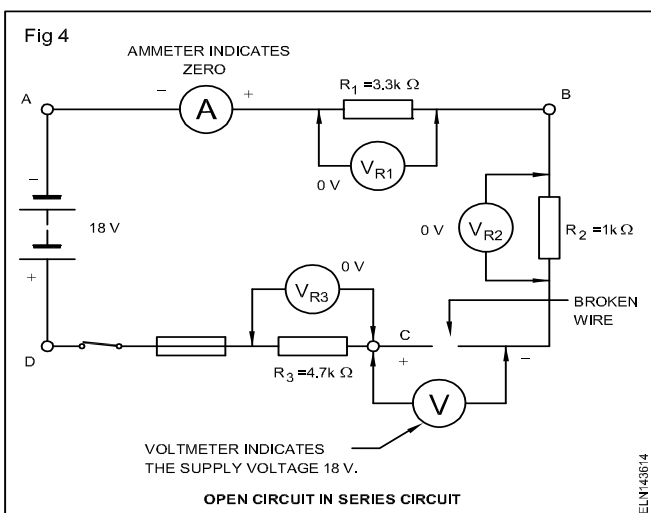 Fig 4
AMMETER INDICATES
ZERO
A
− A +
R1 =3.3k Ω
B
VR1
0 V
−
18 V
+
0 V
VR2
R2 =1k Ω
0 V
VR3
BROKEN
WIRE
D
C
R3 =4.7k Ω
+
−
V
VOLTMETER INDICATES
THE SUPPLY VOLTAGE 18 V.
OPEN CIRCUIT IN SERIES CIRCUIT
ELN143614